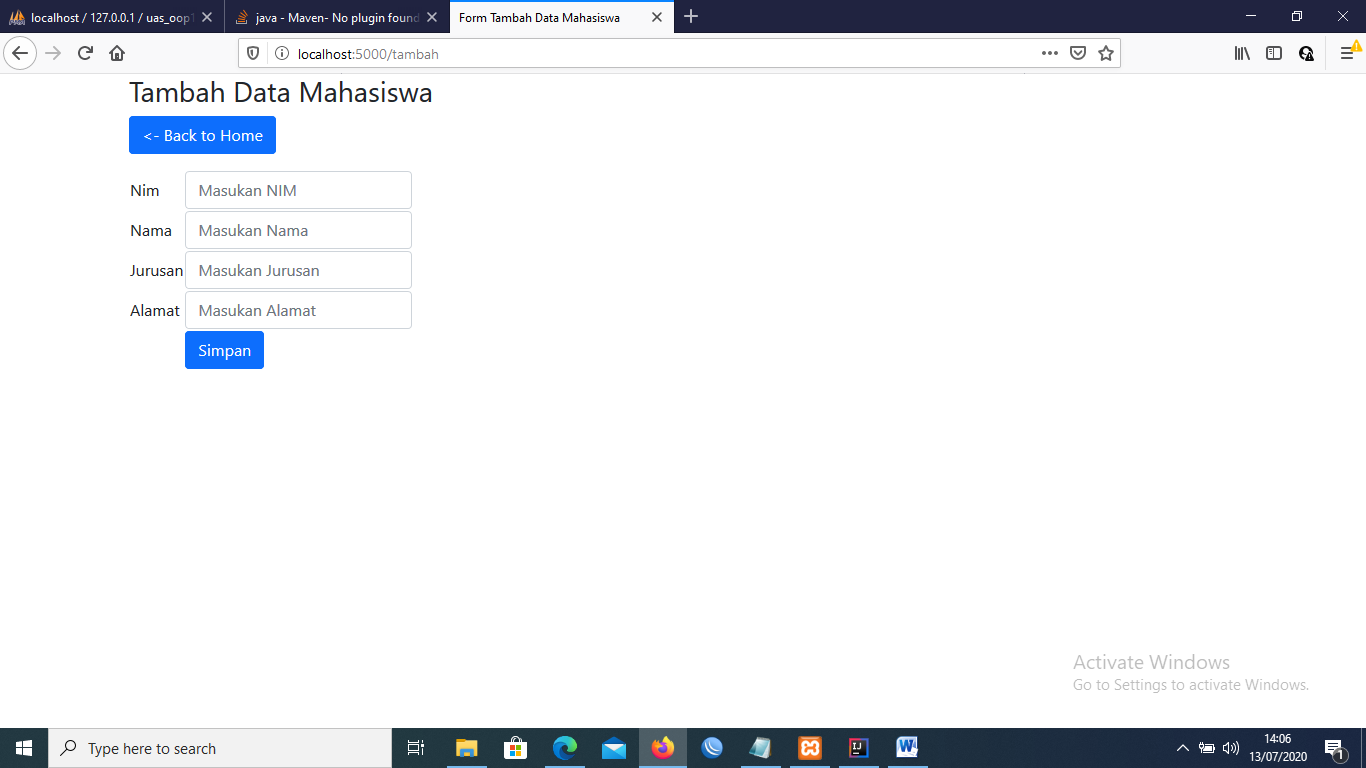 localhost / 127.0.0.1 / uas_oop1
java - Maven- No plugin found
Form Tambah Data Mahasiswa
localhost:5000/tambah
Tambah Data Mahasiswa
<- Back to Home
Nim Masukan NIM
Nama Masukan Nama
Jurusan Masukan Jurusan
Alamat Masukan Alamat
Simpan
Activate Windows
Go to Settings to activate Windows.
Type here to search
14:06
13/07/2020
1